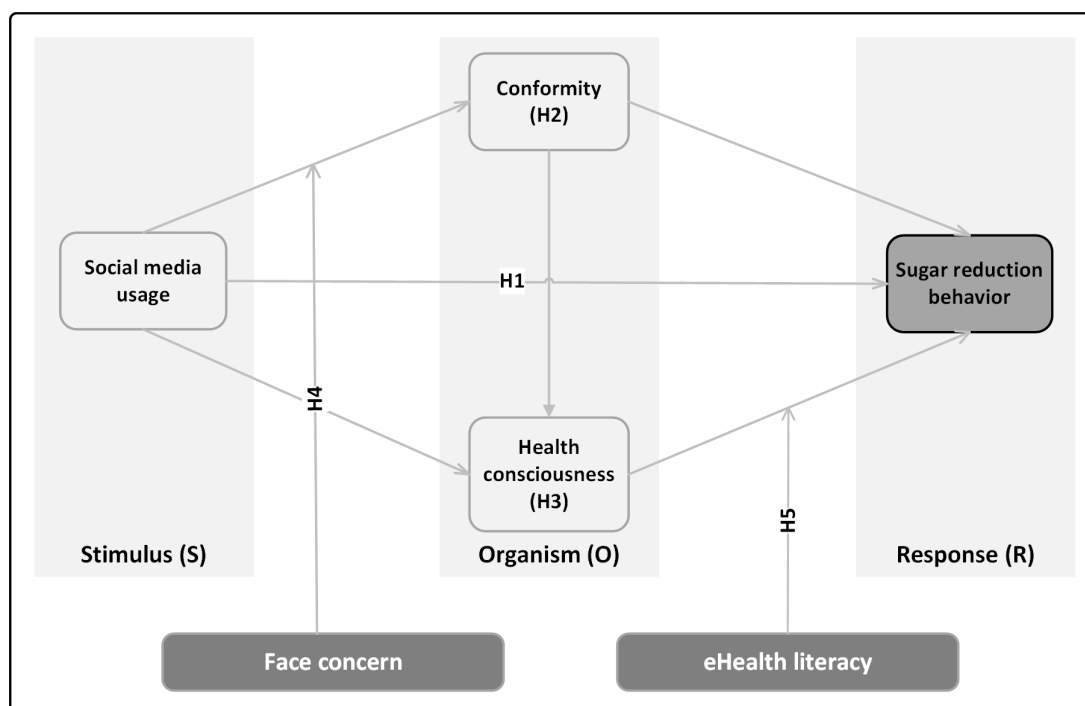 Conformity
(H2)
Social media
usage
H1
Sugar reduction
behavior
H4
Health
consciousness
(H3)
H5
Stimulus (S)
Organism (O)
Response (R)
Face concern
eHealth literacy